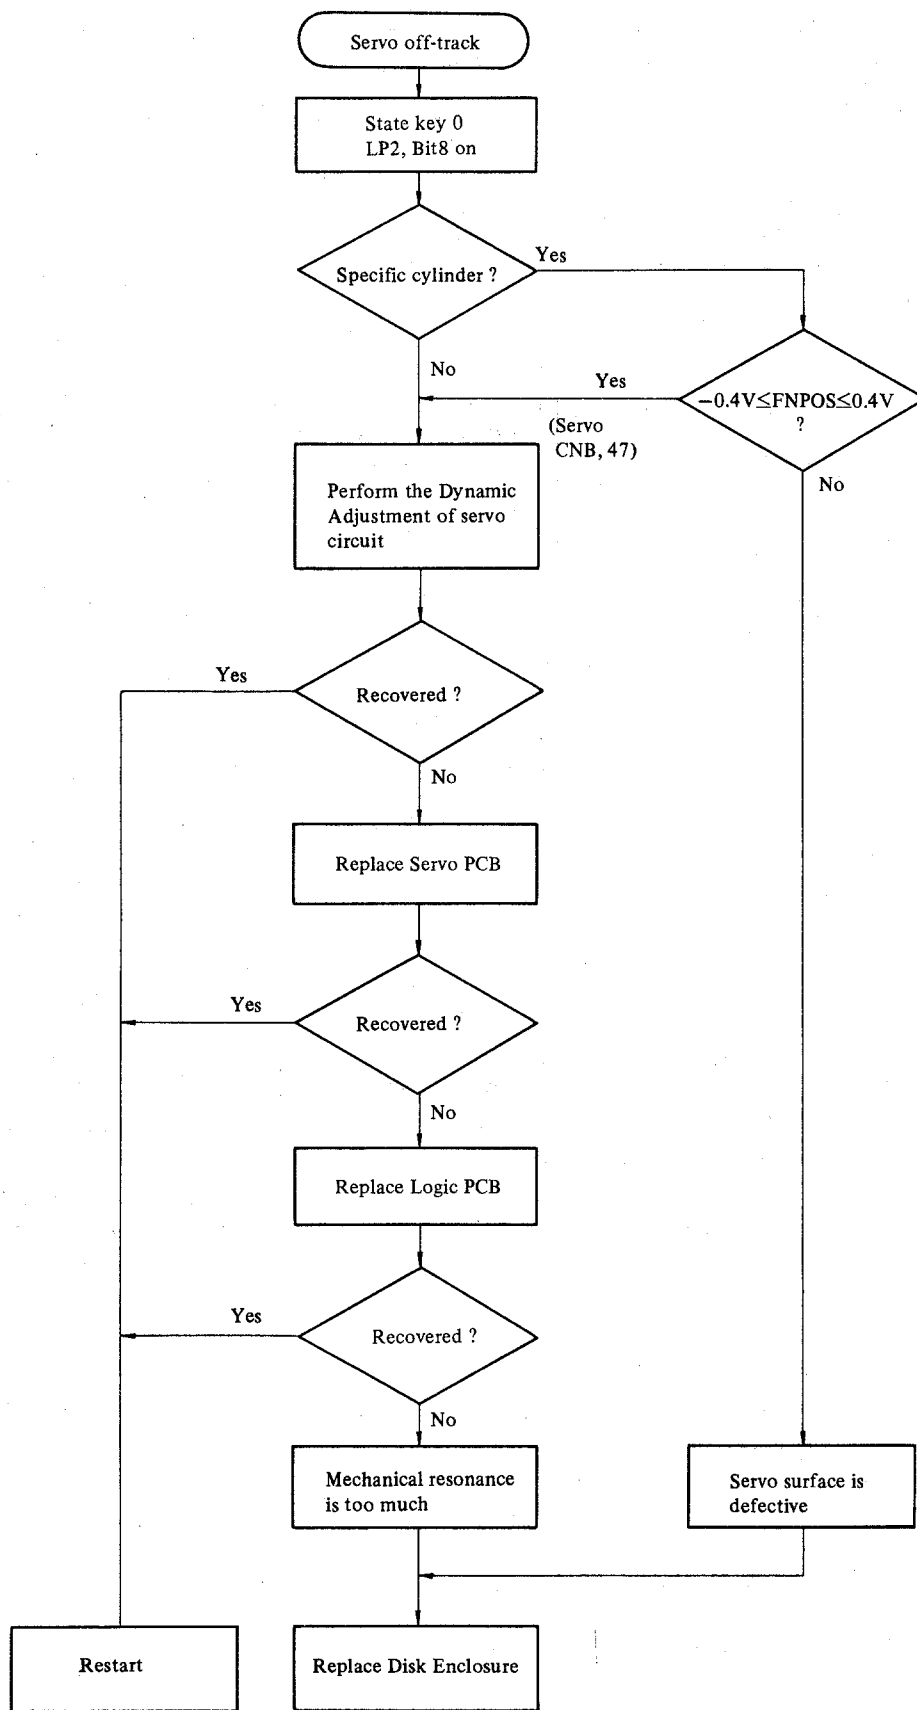 Servo off-track
State key 0
LP2, Bit8 on
Specific cylinder ?
Yes
No
Yes
−0.4V≤FNPOS≤0.4V
?
(Servo
CNB, 47)
No
Perform the Dynamic
Adjustment of servo
circuit
Yes
Recovered ?
No
Replace Servo PCB
Yes
Recovered ?
No
Replace Logic PCB
Yes
Recovered ?
No
Mechanical resonance
is too much
Servo surface is
defective
Restart
Replace Disk Enclosure